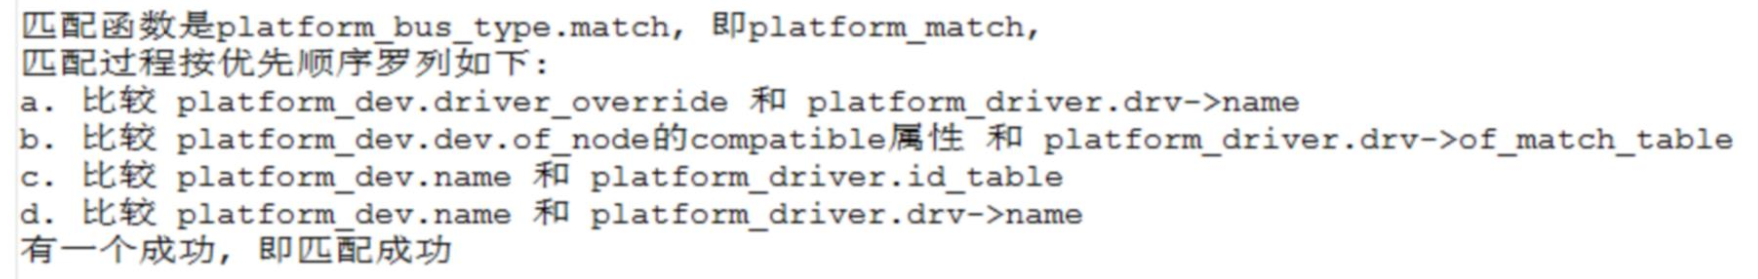 匹配函数是platform_bus_type.match, 即platform_match,
匹配过程按优先顺序罗列如下:
a. 比较 platform_dev.driver_override 和 platform_driver.drv->name
b. 比较 platform_dev.dev.of_node的compatible属性 和 platform_driver.drv->of_match_table
c. 比较 platform_dev.name 和 platform_driver.id_table
d. 比较 platform_dev.name 和 platform_driver.drv->name
有一个成功, 即匹配成功